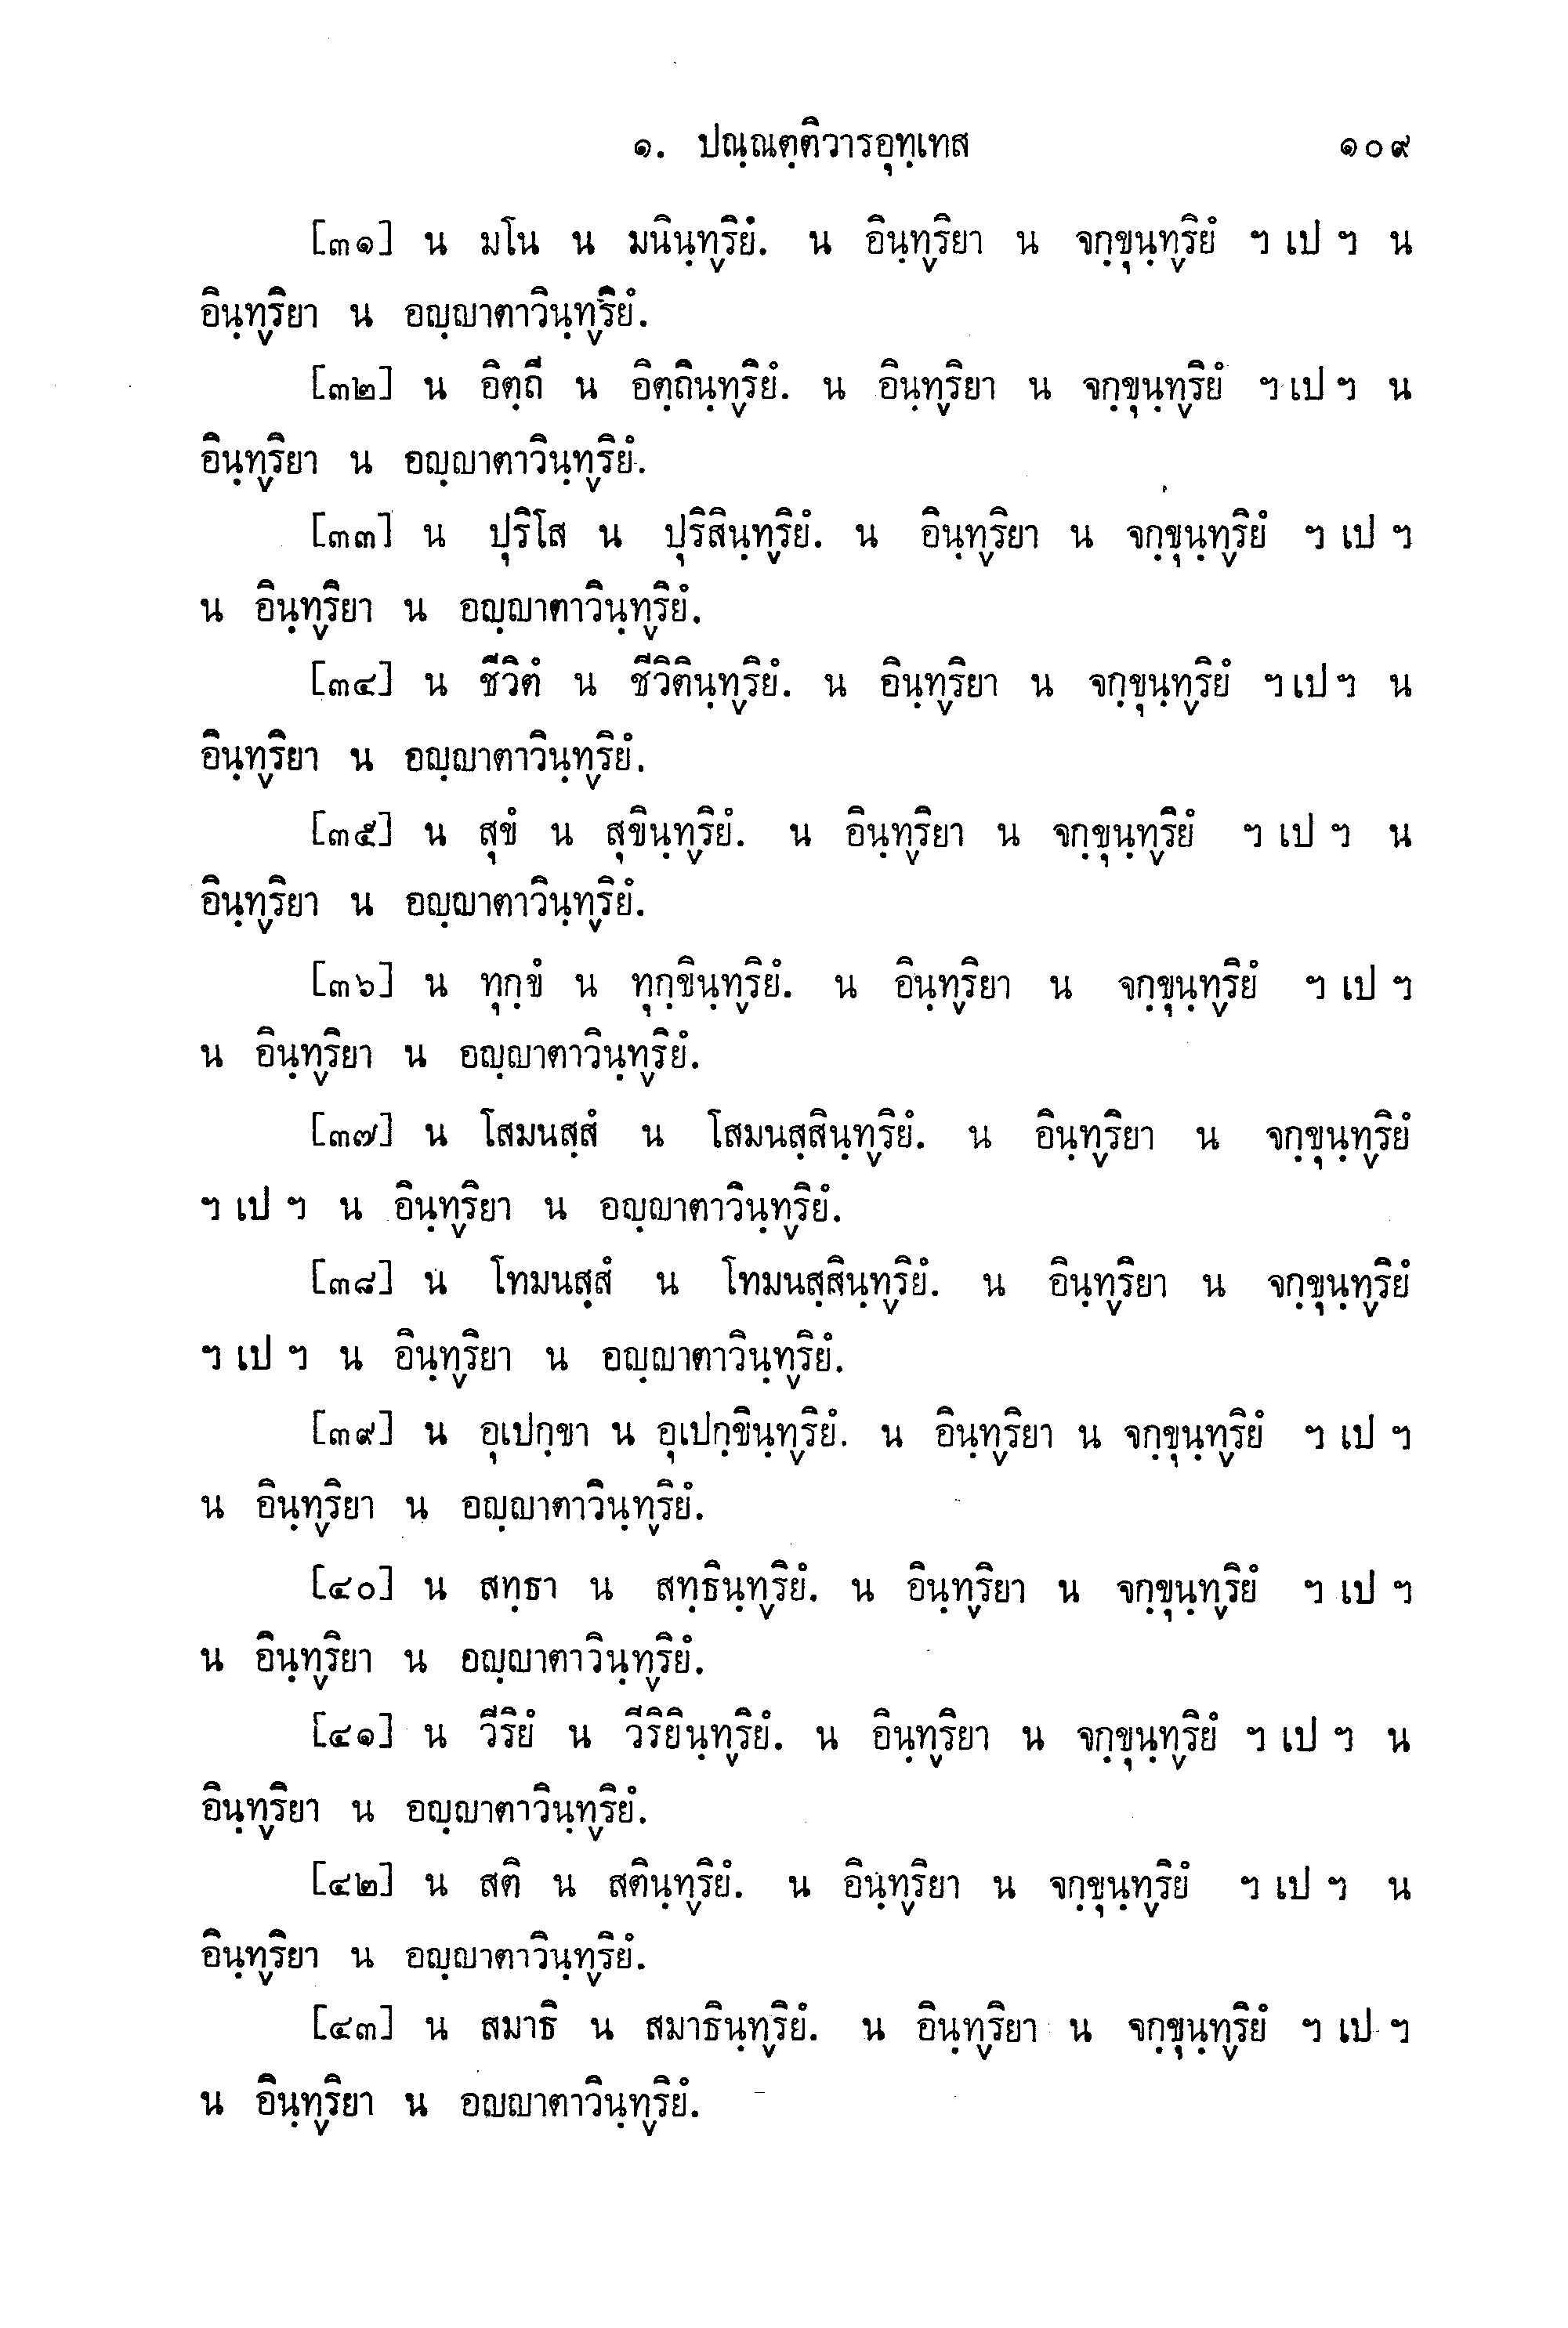 ๑. ปณฺณตฺติวารอุทฺเทส ๑๐๙
[๓๑] น มโน น มนินฺท๎ริยํ. น อินฺท๎ริยา น จกฺขุนฺท๎ริยํ ฯ เป ฯ น
อินฺท๎ริยา น อญฺญาตาวินฺท๎ริยํ.
[๓๒] น อิตฺถี น อิตฺถินฺท๎ริยํ. น อินฺท๎ริยา น จกฺขุนฺท๎ริยํ ฯ เป ฯ น
อินฺท๎ริยา น อญฺญาตาวินฺท๎ริยํ.
[๓๓] น ปุริโส น ปุริสินฺท๎ริยํ. น อินฺท๎ริยา น จกฺขุนฺท๎ริยํ ฯ เป ฯ
น อินฺท๎ริยา น อญฺญาตาวินฺท๎ริยํ.
[๓๔] น ชีวิตํ น ชีวิตินฺท๎ริยํ. น อินฺท๎ริยา น จกฺขุนฺท๎ริยํ ฯ เป ฯ น
อินฺท๎ริยา น อญฺญาตาวินฺท๎ริยํ.
[๓๕] น สุขํ น สุขินฺท๎ริยํ. น อินฺท๎ริยา น จกฺขุนฺท๎ริยํ ฯ เป ฯ น
อินฺท๎ริยา น อญฺญาตาวินฺท๎ริยํ.
[๓๖] น ทุกฺขํ น ทุกฺขินฺท๎ริยํ. น อินฺท๎ริยา น จกฺขุนฺท๎ริยํ ฯ เป ฯ
น อินฺท๎ริยา น อญฺญาตาวินฺท๎ริยํ.
[๓๗] น โสมนสฺสํ น โสมนสฺสินฺท๎ริยํ. น อินฺท๎ริยา น จกฺขุนฺท๎ริยํ
ฯ เป ฯ น อินฺท๎ริยา น อญฺญาตาวินฺท๎ริยํ.
[๓๘] น โทมนสฺสํ น โทมนสฺสินฺท๎ริยํ. น อินฺท๎ริยา น จกฺขุนฺท๎ริยํ
ฯ เป ฯ น อินฺท๎ริยา น อญฺญาตาวินฺท๎ริยํ.
[๓๙] น อุเปกฺขา น อุเปกฺขินฺท๎ริยํ. น อินฺท๎ริยา น จกฺขุนฺท๎ริยํ ฯ เป ฯ
น อินฺท๎ริยา น อญฺญาตาวินฺท๎ริยํ.
[๔๐] น สทฺธา น สทฺธินฺท๎ริยํ. น อินฺท๎ริยา น จกฺขุนฺท๎ริยํ ฯ เป ฯ
น อินฺท๎ริยา น อญฺญาตาวินฺท๎ริยํ.
[๔๑] น วีริยํ น วีริยินฺท๎ริยํ. น อินฺท๎ริยา น จกฺขุนฺท๎ริยํ ฯ เป ฯ น
อินฺท๎ริยา น อญฺญาตาวินฺท๎ริยํ.
[๔๒] น สติ น สตินฺท๎ริยํ. น อินฺท๎ริยา น จกฺขุนฺท๎ริยํ ฯ เป ฯ น
อินฺท๎ริยา น อญฺญาตาวินฺท๎ริยํ.
[๔๓] น สมาธิ น สมาธินฺท๎ริยํ. น อินฺท๎ริยา น จกฺขุนฺท๎ริยํ ฯ เป ฯ
น อินฺท๎ริยา น อญญาตาวินฺท๎ริยํ.